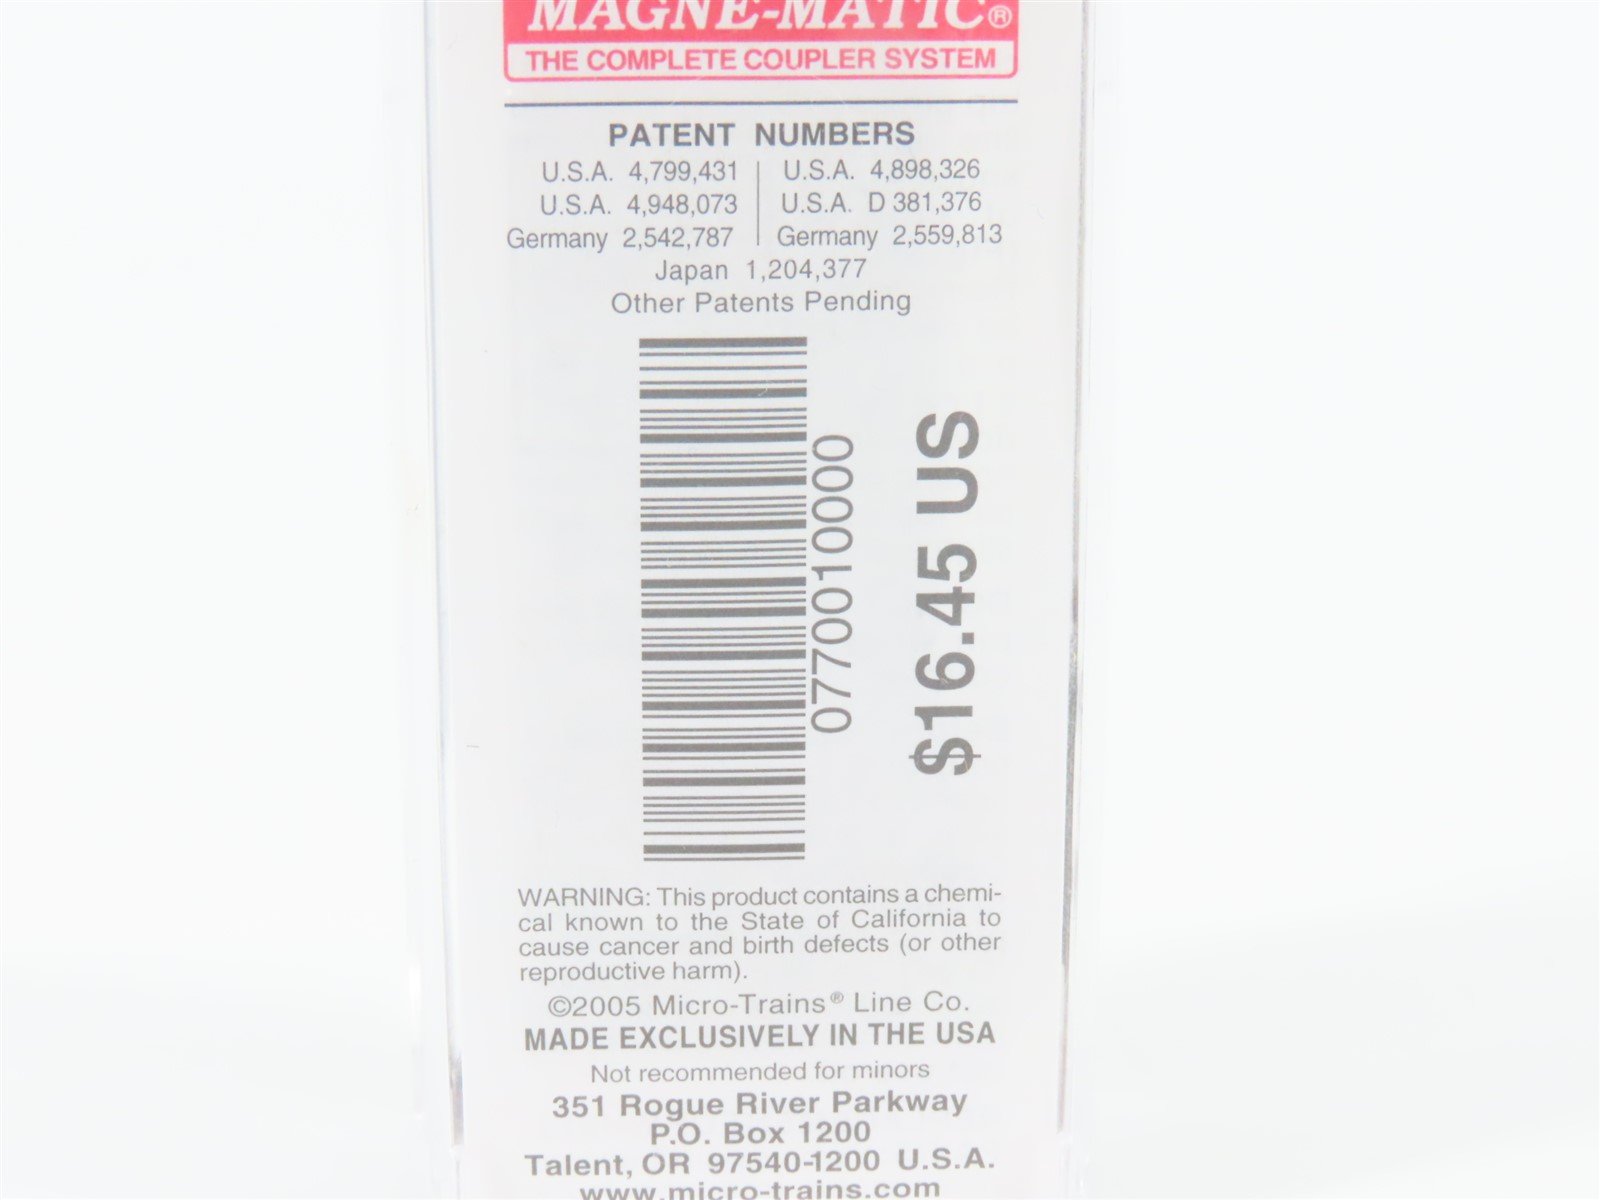 MAGNE-MATIC®
THE COMPLETE COUPLER SYSTEM
PATENT NUMBERS
U.S.A. 4,799,431 | U.S.A. 4,898,326
U.S.A. 4,948,073 | U.S.A. D 381,376
Germany 2,542,787 | Germany 2,559,813
Japan 1,204,377
Other Patents Pending
0770010000
$16.45 US
WARNING: This product contains a chemi-
cal known to the State of California to
cause cancer and birth defects (or other
reproductive harm).
©2005 Micro-Trains® Line Co.
MADE EXCLUSIVELY IN THE USA
Not recommended for minors
351 Rogue River Parkway
P.O. Box 1200
Talent, OR 97540-1200 U.S.A.
www.micro-trains.com